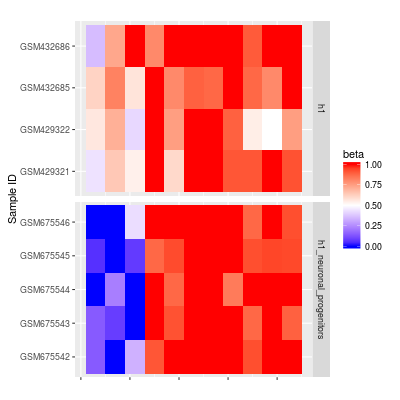 GSM432686
GSM432685
GSM429322
GSM429321
h1
GSM675546
GSM675545
GSM675544
GSM675543
GSM675542
h1_neuronal_progenitors
Sample ID
beta
1.00
0.75
0.50
0.25
0.00